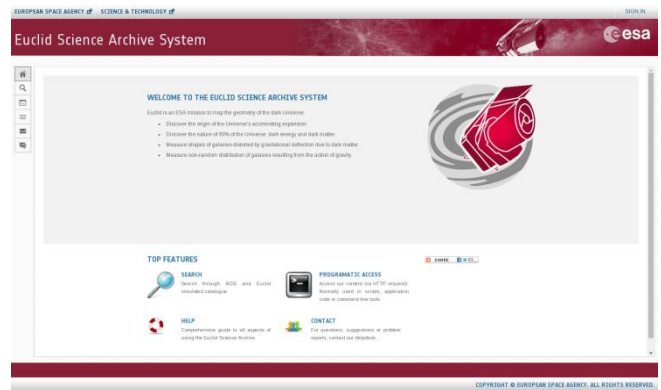 EUROPEAN SPACE AGENCY SCIENCE & TECHNOLOGY SIGN IN
Euclid Science Archive System
esa
WELCOME TO THE EUCLID SCIENCE ARCHIVE SYSTEM
Euclid is an ESA mission to map the geometry of the dark Universe:
Discover the origin of the Universe's accelerating expansion.
Discover the nature of 95% of the Universe: dark energy and dark matter.
Measure shapes of galaxies distorted by gravitational deflection due to dark matter.
Measure non-random distribution of galaxies resulting from the action of gravity.
TOP FEATURES
SHARE
SEARCH
Search through KiDS and Euclid
simulated catalogue.
PROGRAMATIC ACCESS
Access our content via HTTP requests.
Normally used in scripts, application
code or command line tools.
HELP
Comprehensive guide to all aspects of
using the Euclid Science Archive.
CONTACT
For questions, suggestions or problem
reports, contact our Helpdesk.
COPYRIGHT © EUROPEAN SPACE AGENCY. ALL RIGHTS RESERVED.